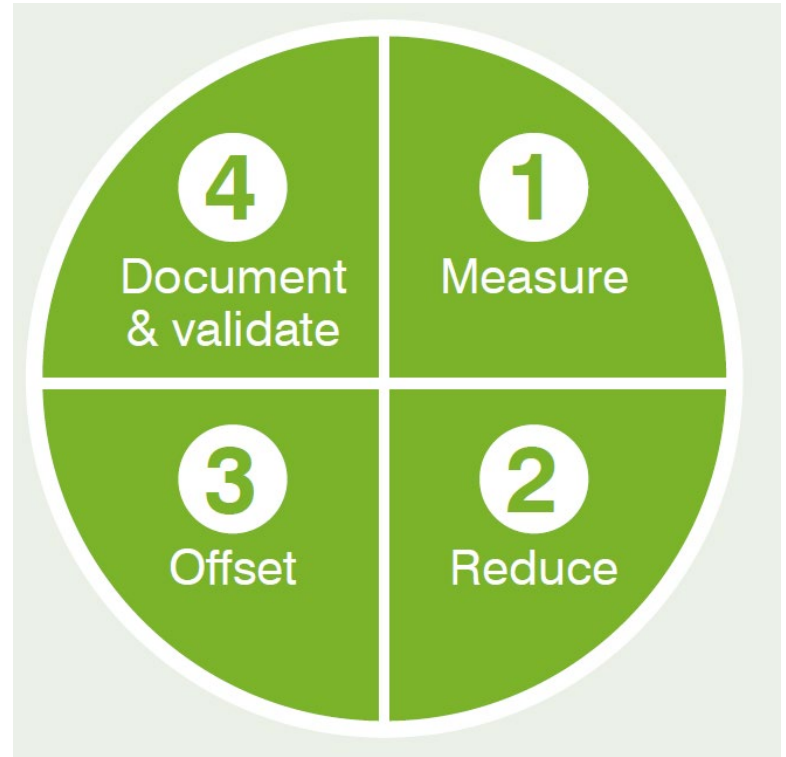 1
Measure
2
Reduce
3
Offset
4
Document
& validate